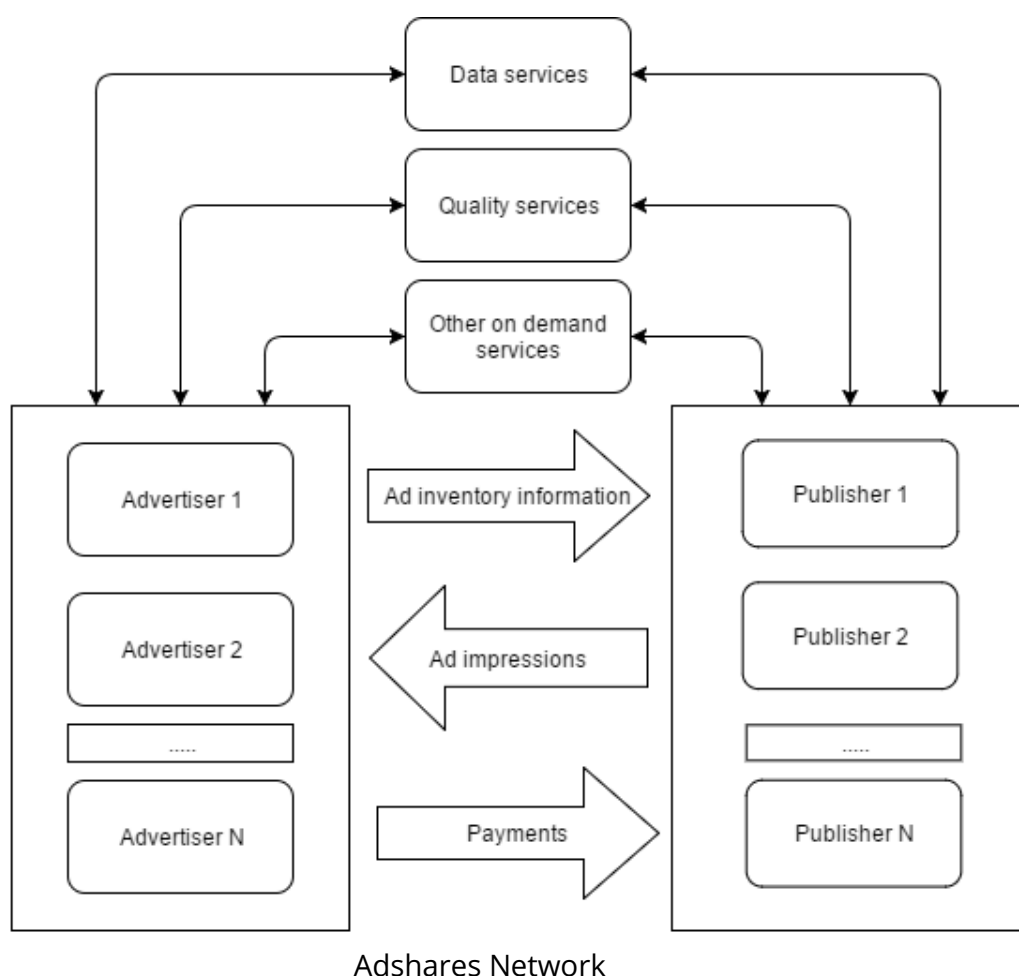 Data services
Quality services
Other on demand
services
Advertiser 1
Ad inventory information
Publisher 1
Advertiser 2
Ad impressions
Publisher 2
.....
.....
Advertiser N
Payments
Publisher N
Adshares Network